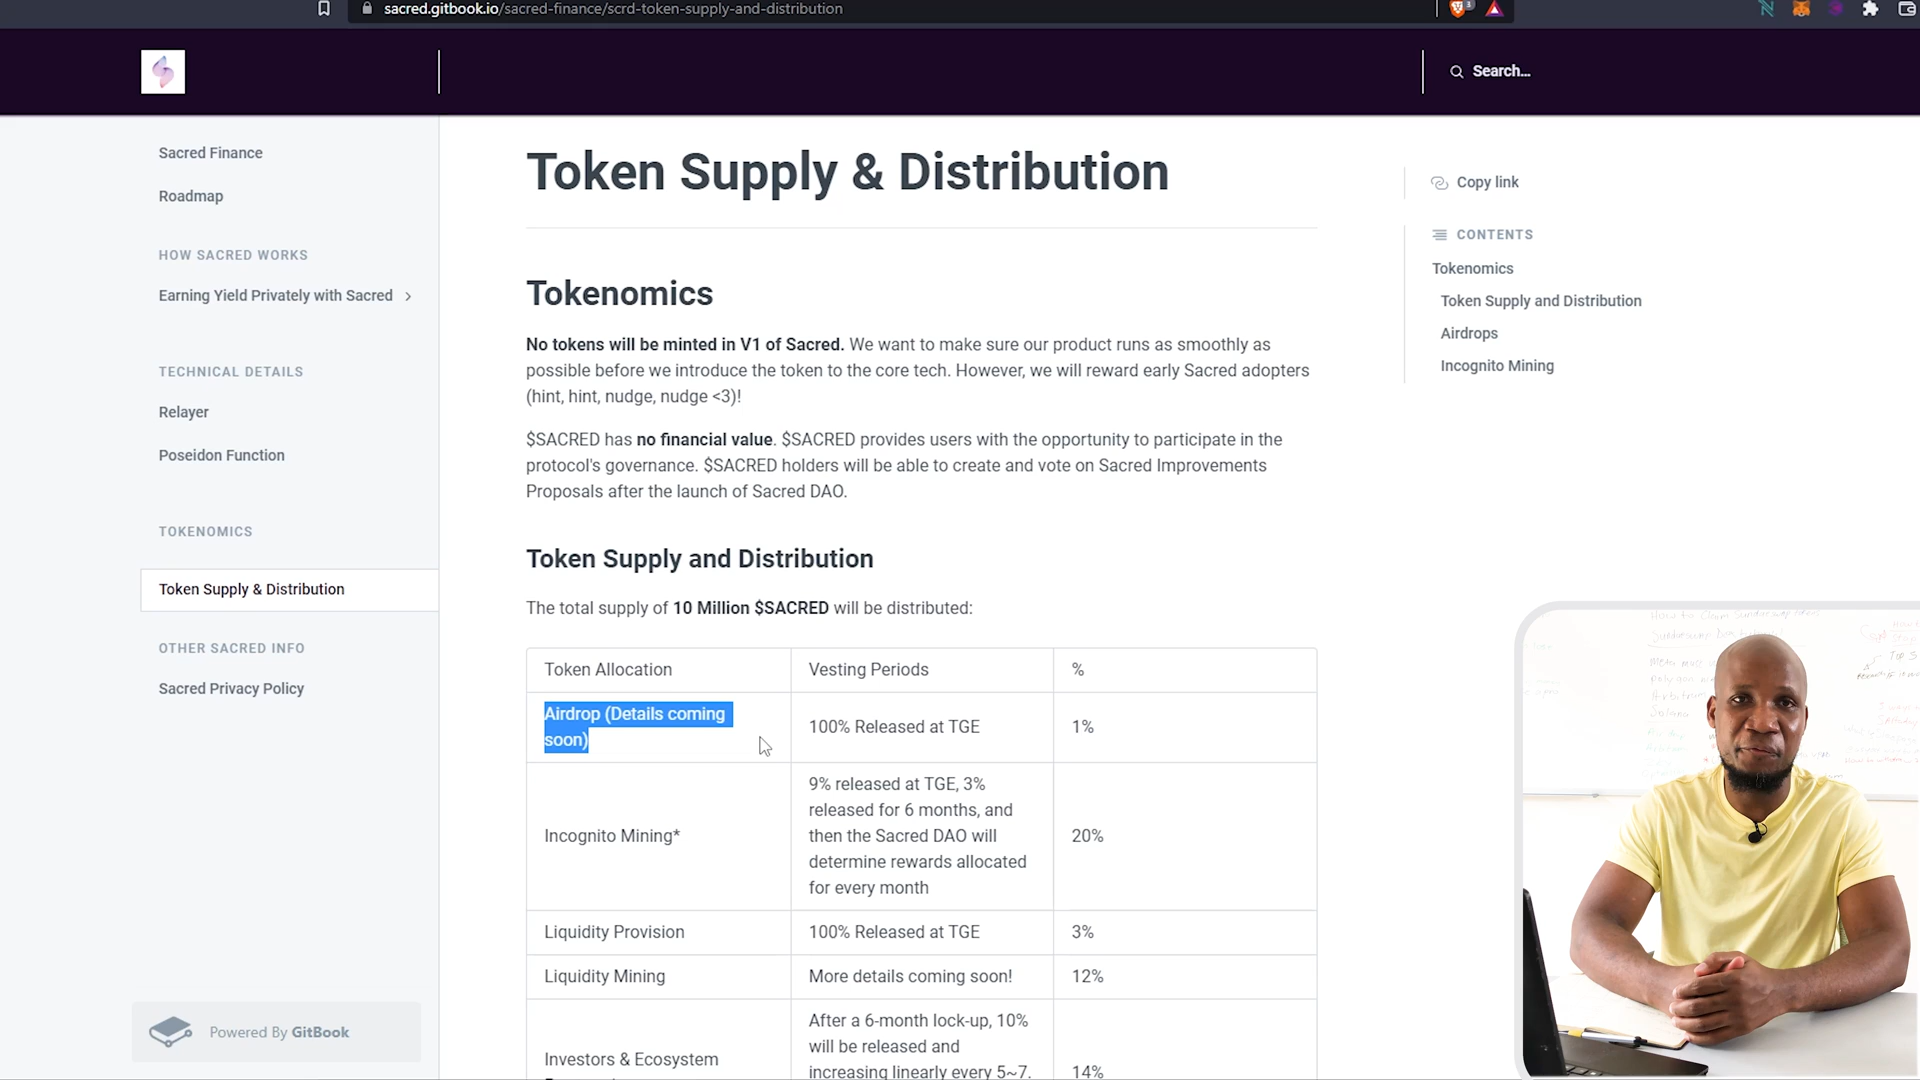 sacred.gitbook.io/sacred-finance/scrd-token-supply-and-distribution
Search...
Sacred Finance
Roadmap
HOW SACRED WORKS
Earning Yield Privately with Sacred
TECHNICAL DETAILS
Relayer
Poseidon Function
TOKENOMICS
Token Supply & Distribution
OTHER SACRED INFO
Sacred Privacy Policy
Powered By GitBook
Token Supply & Distribution
Tokenomics
No tokens will be minted in V1 of Sacred. We want to make sure our product runs as smoothly as
possible before we introduce the token to the core tech. However, we will reward early Sacred adopters
(hint, hint, nudge, nudge <3)!
$SACRED has no financial value. $SACRED provides users with the opportunity to participate in the
protocol's governance. $SACRED holders will be able to create and vote on Sacred Improvements
Proposals after the launch of Sacred DAO.
Token Supply and Distribution
The total supply of 10 Million $SACRED will be distributed:
Token Allocation
Vesting Periods
%
Airdrop (Details coming
soon)
100% Released at TGE
1%
Incognito Mining*
9% released at TGE, 3%
released for 6 months, and
then the Sacred DAO will
determine rewards allocated
for every month
20%
Liquidity Provision
100% Released at TGE
3%
Liquidity Mining
More details coming soon!
12%
Investors & Ecosystem
After a 6-month lock-up, 10%
will be released and
increasing linearly every 5~7.
14%
Copy link
CONTENTS
Tokenomics
Token Supply and Distribution
Airdrops
Incognito Mining